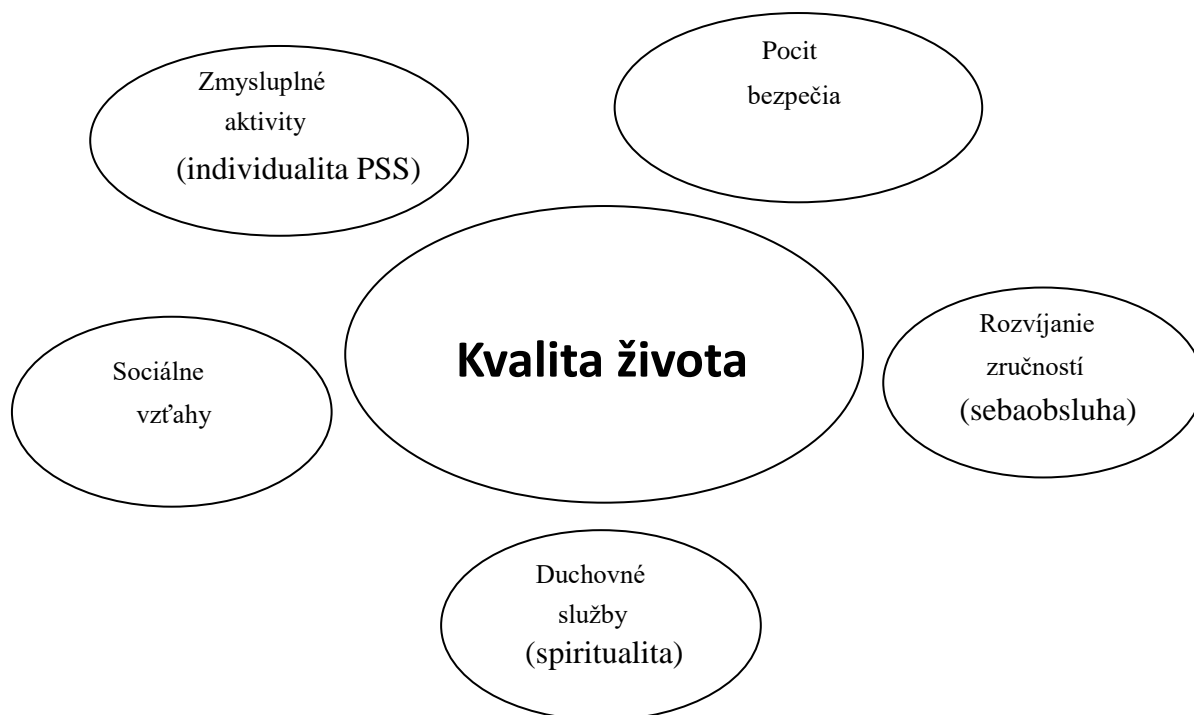 Zmysluplné
aktivity
(individualita PSS)
Pocit
bezpečia
Kvalita života
Sociálne
vzťahy
Rozvíjanie
zručností
(sebaobsluha)
Duchovné
služby
(spiritualita)